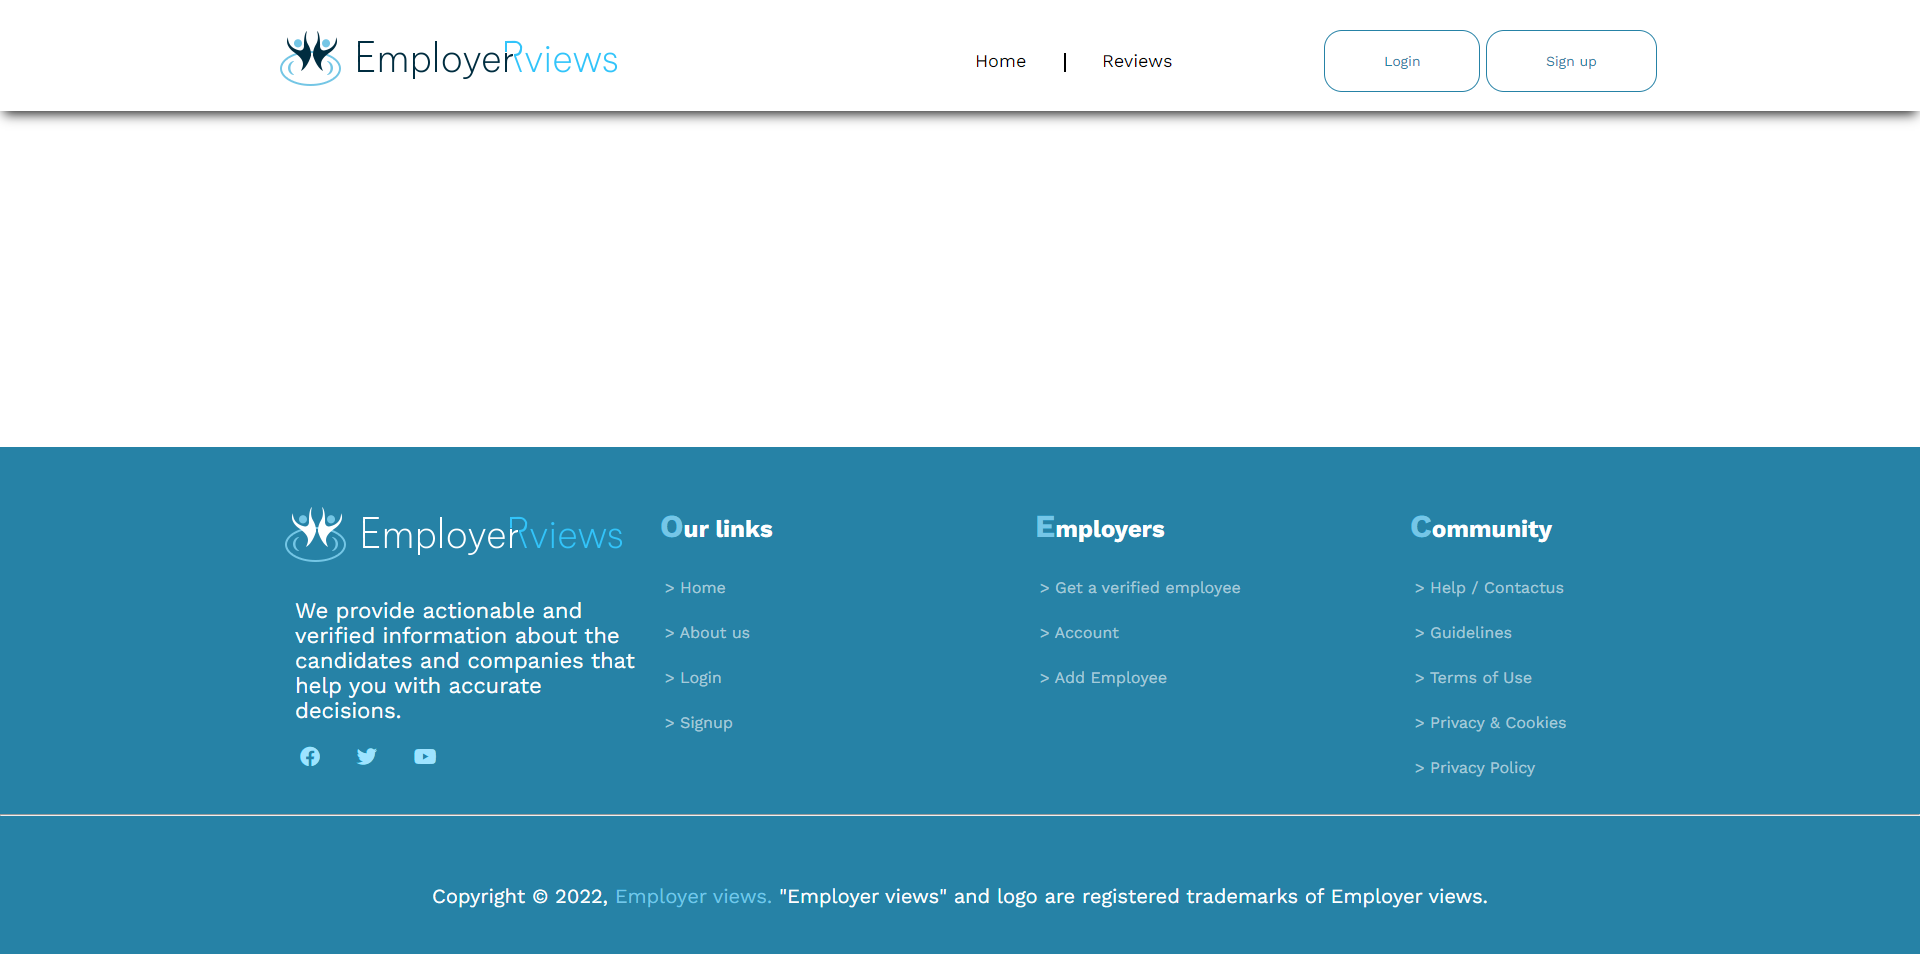 EmployerRviews
Home | Reviews
Login
Sign up
EmployerRviews
We provide actionable and
verified information about the
candidates and companies that
help you with accurate
decisions.
Our links
> Home
> About us
> Login
> Signup
Employers
> Get a verified employee
> Account
> Add Employee
Community
> Help / Contactus
> Guidelines
> Terms of Use
> Privacy & Cookies
> Privacy Policy
Copyright © 2022, Employer views. "Employer views" and logo are registered trademarks of Employer views.